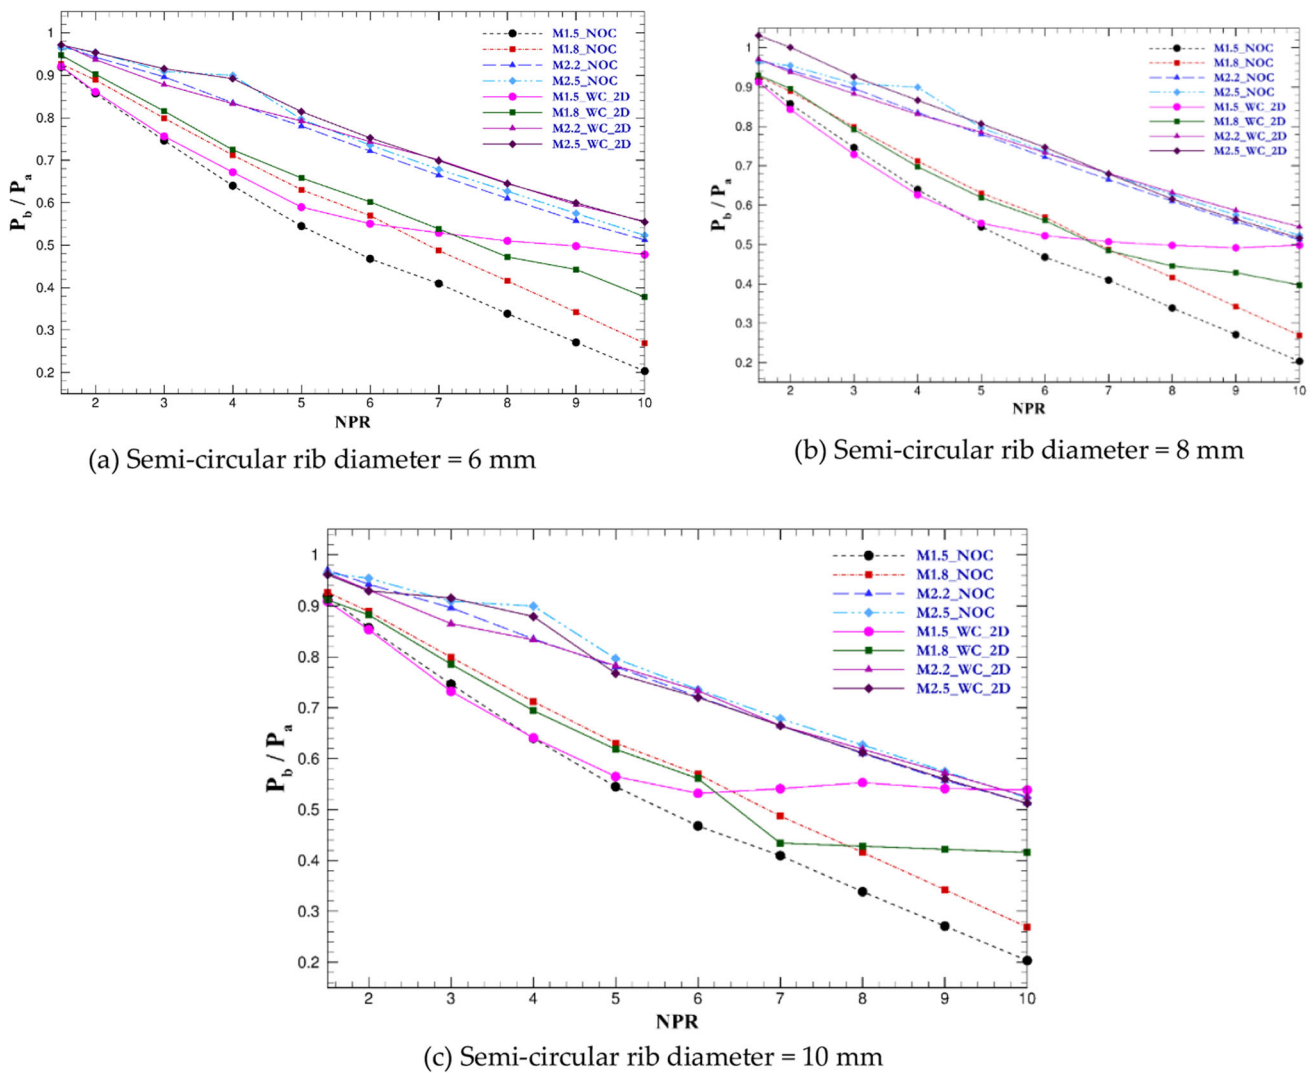 1
0.9
0.8
0.7
0.6
0.5
0.4
0.3
0.2
P_b / P_a
2 3 4 5 6 7 8 9 10
NPR
M1.5_NOC
M1.8_NOC
M2.2_NOC
M2.5_NOC
M1.5_WC_2D
M1.8_WC_2D
M2.2_WC_2D
M2.5_WC_2D
(a) Semi-circular rib diameter = 6 mm
1
0.9
0.8
0.7
0.6
0.5
0.4
0.3
0.2
P_b / P_a
2 3 4 5 6 7 8 9 10
NPR
M1.5_NOC
M1.8_NOC
M2.2_NOC
M2.5_NOC
M1.5_WC_2D
M1.8_WC_2D
M2.2_WC_2D
M2.5_WC_2D
(b) Semi-circular rib diameter = 8 mm
1
0.9
0.8
0.7
0.6
0.5
0.4
0.3
0.2
P_b / P_a
2 3 4 5 6 7 8 9 10
NPR
M1.5_NOC
M1.8_NOC
M2.2_NOC
M2.5_NOC
M1.5_WC_2D
M1.8_WC_2D
M2.2_WC_2D
M2.5_WC_2D
(c) Semi-circular rib diameter = 10 mm